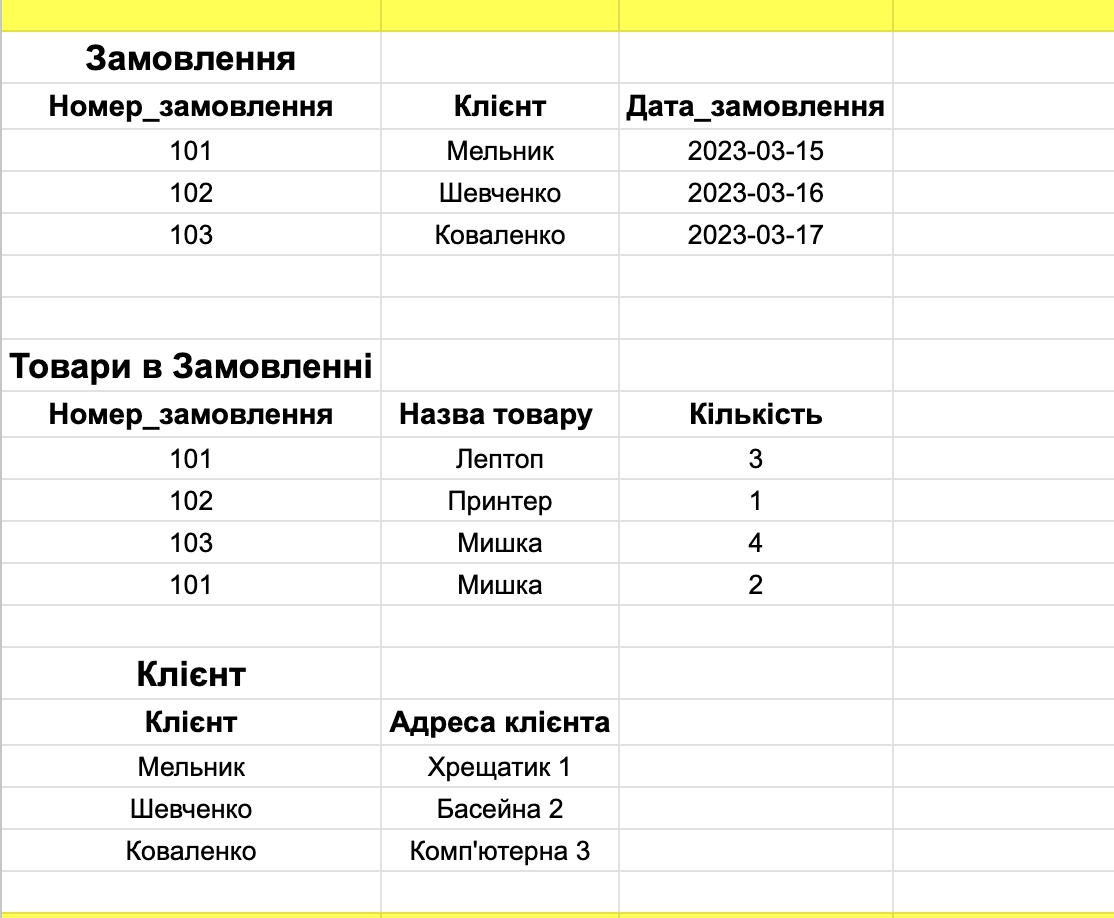 Замовлення
Номер_замовлення Клієнт Дата_замовлення
101 Мельник 2023-03-15
102 Шевченко 2023-03-16
103 Коваленко 2023-03-17
Товари в Замовленні
Номер_замовлення Назва товару Кількість
101 Лептоп 3
102 Принтер 1
103 Мишка 4
101 Мишка 2
Клієнт
Клієнт Адреса клієнта
Мельник Хрещатик 1
Шевченко Басейна 2
Коваленко Комп'ютерна 3